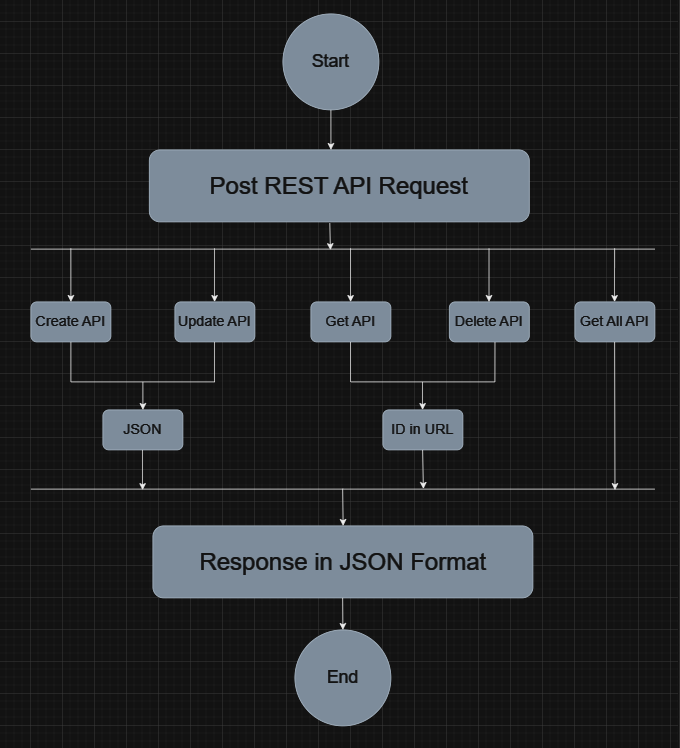 Start
Post REST API Request
Create API
Update API
Get API
Delete API
Get All API
JSON
ID in URL
Response in JSON Format
End